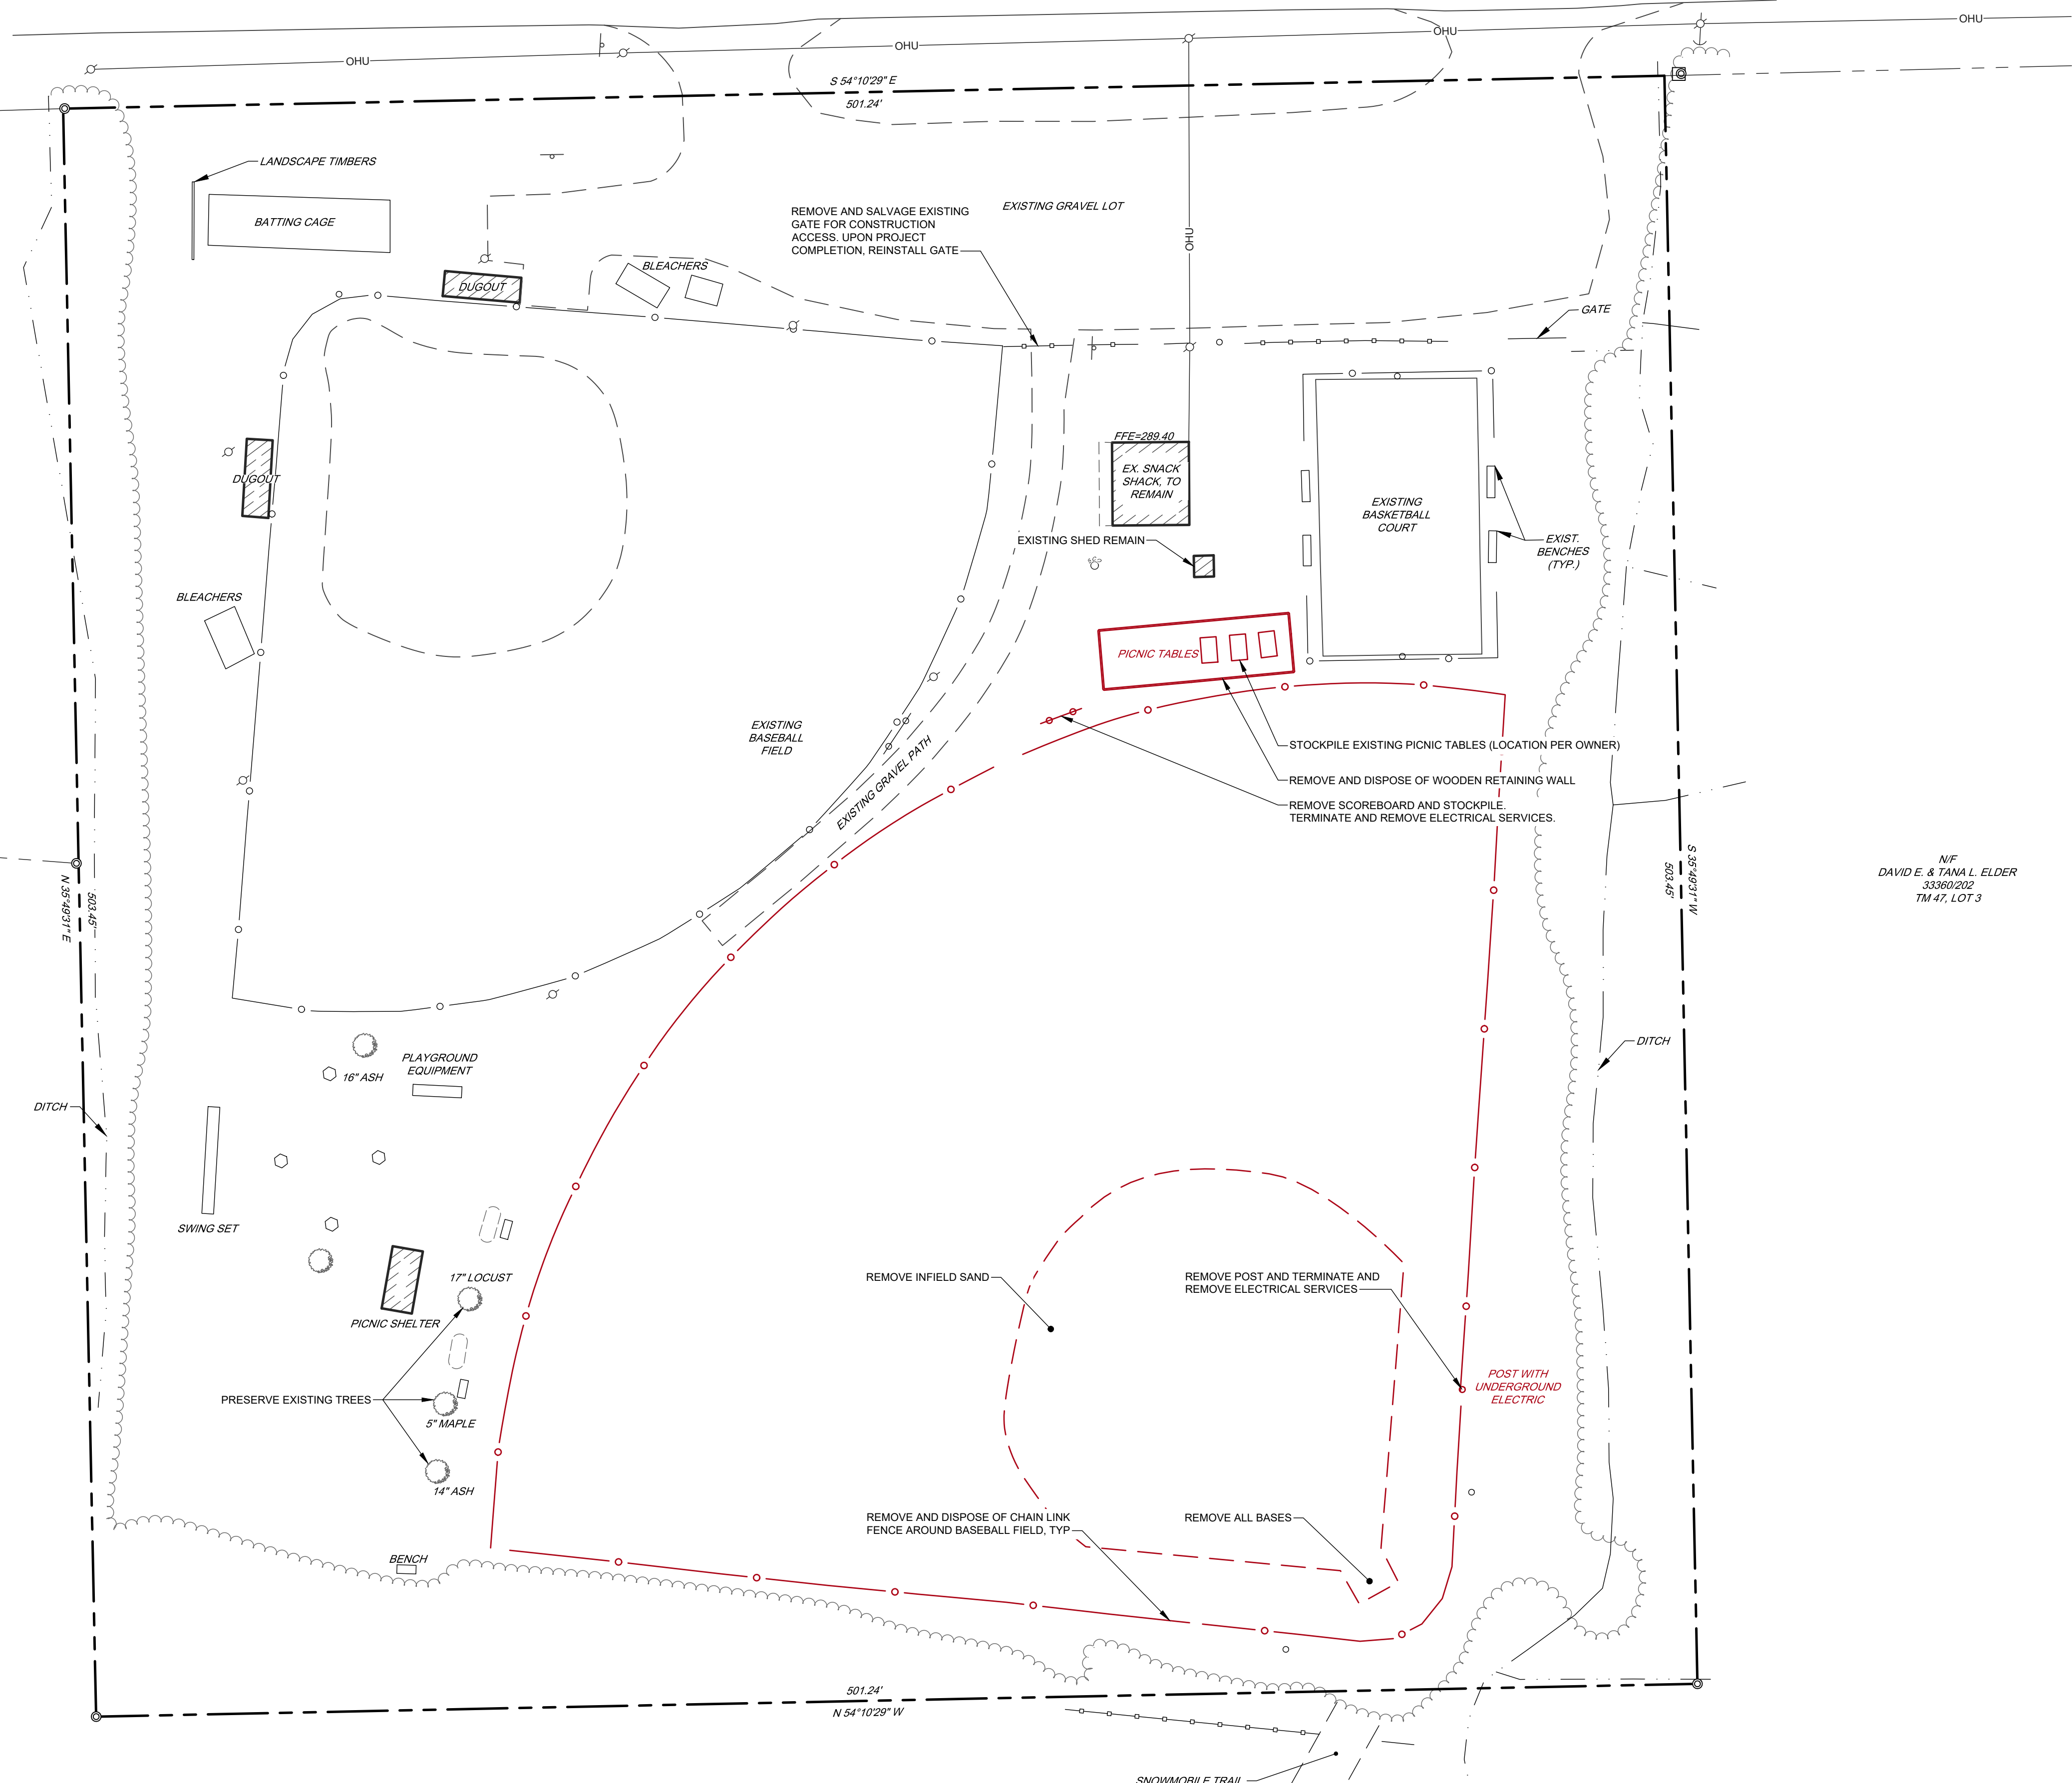 OHU
OHU
OHU
OHU
S 54°10'29" E
501.24'
LANDSCAPE TIMBERS
BATTING CAGE
REMOVE AND SALVAGE EXISTING
GATE FOR CONSTRUCTION
ACCESS. UPON PROJECT
COMPLETION, REINSTALL GATE
EXISTING GRAVEL LOT
OHU
BLEACHERS
DUGOUT
GATE
FFE=289.40
EX. SNACK
SHACK, TO
REMAIN
DUGOUT
EXISTING
BASKETBALL
COURT
EXISTING SHED REMAIN
EXIST.
BENCHES
(TYP.)
BLEACHERS
PICNIC TABLES
EXISTING
BASEBALL
FIELD
EXISTING GRAVEL PATH
STOCKPILE EXISTING PICNIC TABLES (LOCATION PER OWNER)
REMOVE AND DISPOSE OF WOODEN RETAINING WALL
REMOVE SCOREBOARD AND STOCKPILE.
TERMINATE AND REMOVE ELECTRICAL SERVICES.
N 35°49'31" E
503.45'
S 35°49'31" W
503.45'
N/F
DAVID E. & TANA L. ELDER
33360/202
TM 47, LOT 3
DITCH
PLAYGROUND
EQUIPMENT
16" ASH
DITCH
SWING SET
17" LOCUST
PICNIC SHELTER
REMOVE INFIELD SAND
REMOVE POST AND TERMINATE AND
REMOVE ELECTRICAL SERVICES
POST WITH
UNDERGROUND
ELECTRIC
PRESERVE EXISTING TREES
5" MAPLE
14" ASH
REMOVE AND DISPOSE OF CHAIN LINK
FENCE AROUND BASEBALL FIELD, TYP
REMOVE ALL BASES
BENCH
501.24'
N 54°10'29" W
SNOWMOBILE TRAIL